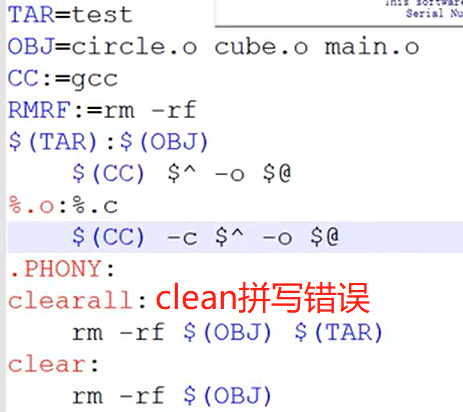 This software
Serial Nu
TAR=test
OBJ=circle.o cube.o main.o
CC:=gcc
RMRF:=rm -rf
$(TAR):$(OBJ)
$(CC) $^ -o $@
%.o:%.c
$(CC) -c $^ -o $@
.PHONY:
clearall: clean拼写错误
rm -rf $(OBJ) $(TAR)
clear:
rm -rf $(OBJ)